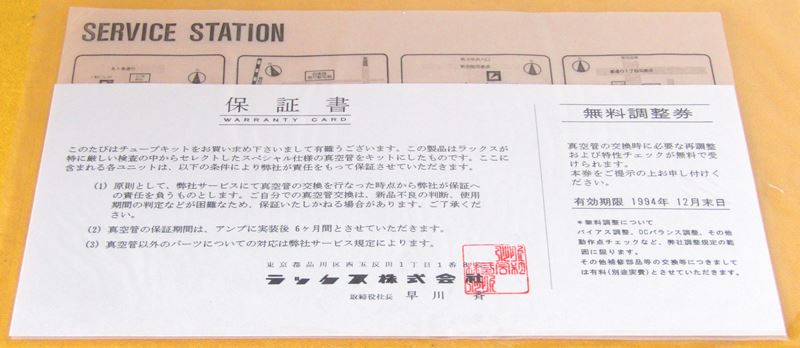 SERVICE STATION
保証書
WARRANTY CARD
このたびはチューブキットをお買い求め下さいまして有難うございます。この製品はラックスが
特に厳しい検査の中からセレクトしたスペシャル仕様の真空管をキットにしたものです。ここに
含まれる各ユニットは、以下の条件により弊社が責任をもって保証させていただきます。
(1) 原則として、弊社サービスにて真空管の交換を行なった時点から弊社が保証へ
の責任を負うものとします。ご自分での真空管交換は、新品不良の判断、使用
期間の判定などが困難なため、保証いたしかねる場合があります。ご了承くだ
さい。
(2) 真空管の保証期間は、アンプに実装後6ヶ月間とさせていただきます。
(3) 真空管以外のパーツについての対応は弊社サービス規定によります。
東京都品川区西五反田1丁目1番
ラックス株式会社
取締役社長 早川 斉
無料調整券
真空管の交換時に必要な再調整
および特性チェックが無料で受
けられます。
本券をご提示の上お申し付けく
ださい。
有効期限 1994年 12月末日
*無料調整について
バイアス調整、DCバランス調整、その他
動作点チェックなど、弊社調整規定の範
囲に限ります。
その他補修部品等の交換等につきまして
は有料(別途実費)とさせていただきます。